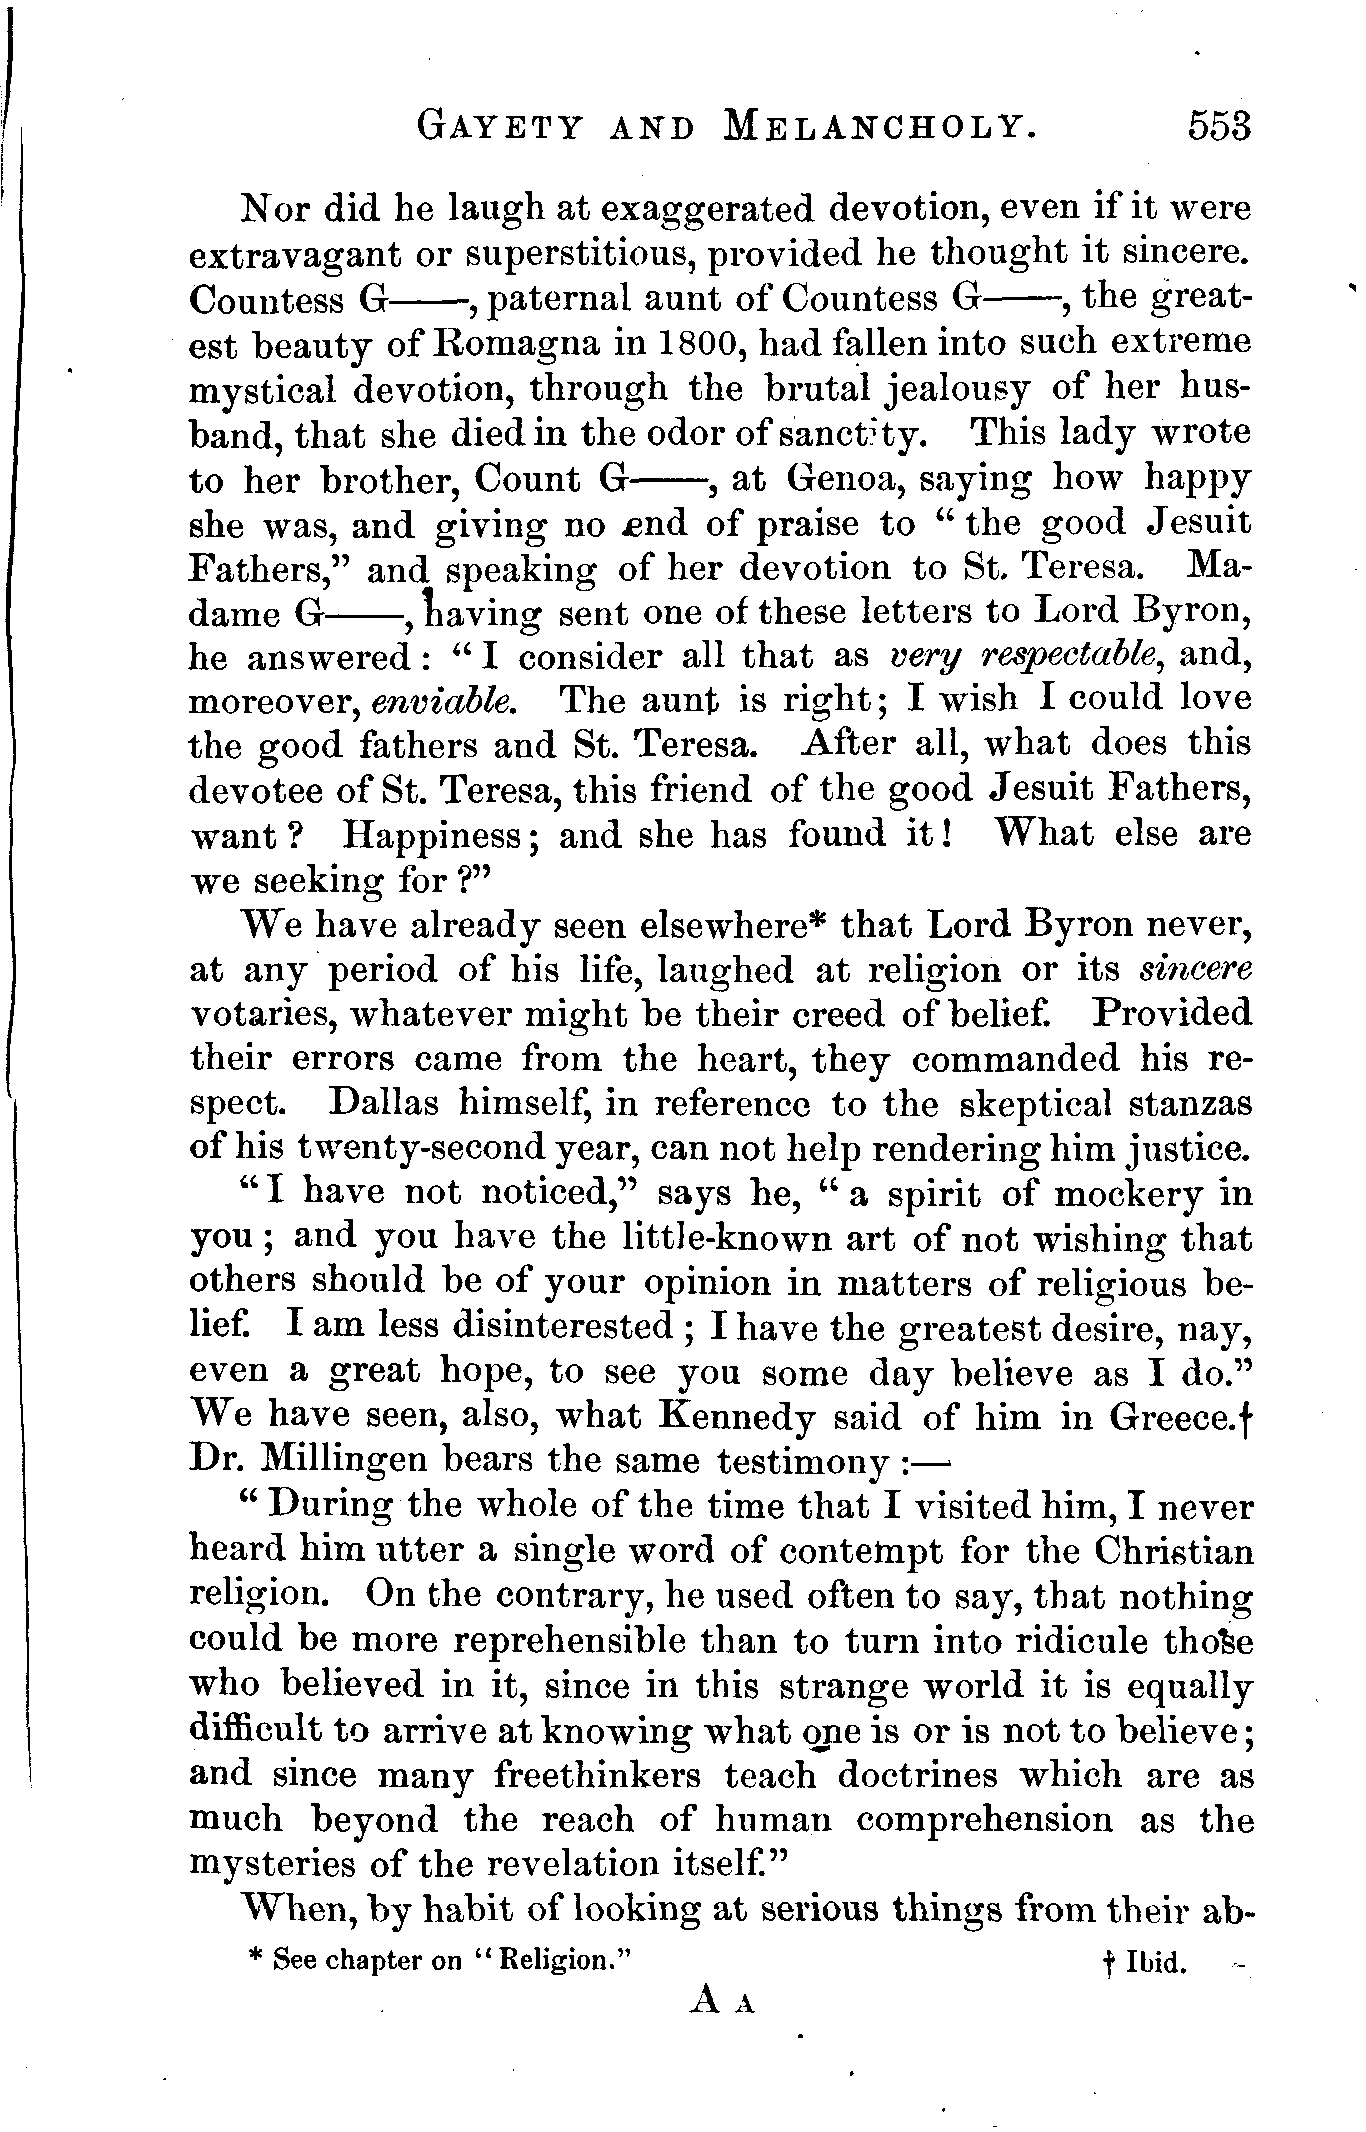 GAYETY AND MELANCHOLY. 553
Nor did he laugh at exaggerated devotion, even if it were
extravagant or superstitious, provided he thought it sincere.
Countess G——, paternal aunt of Countess G——, the great-
est beauty of Romagna in 1800, had fallen into such extreme
mystical devotion, through the brutal jealousy of her hus-
band, that she died in the odor of sanctity. This lady wrote
to her brother, Count G——, at Genoa, saying how happy
she was, and giving no end of praise to “the good Jesuit
Fathers,” and speaking of her devotion to St. Teresa. Ma-
dame G——, having sent one of these letters to Lord Byron,
he answered: “I consider all that as very respectable, and,
moreover, enviable. The aunt is right; I wish I could love
the good fathers and St. Teresa. After all, what does this
devotee of St. Teresa, this friend of the good Jesuit Fathers,
want? Happiness; and she has found it! What else are
we seeking for?”
We have already seen elsewhere* that Lord Byron never,
at any period of his life, laughed at religion or its sincere
votaries, whatever might be their creed of belief. Provided
their errors came from the heart, they commanded his re-
spect. Dallas himself, in reference to the skeptical stanzas
of his twenty-second year, can not help rendering him justice.
“I have not noticed,” says he, “a spirit of mockery in
you; and you have the little-known art of not wishing that
others should be of your opinion in matters of religious be-
lief. I am less disinterested; I have the greatest desire, nay,
even a great hope, to see you some day believe as I do.”
We have seen, also, what Kennedy said of him in Greece.†
Dr. Millingen bears the same testimony:—
“During the whole of the time that I visited him, I never
heard him utter a single word of contempt for the Christian
religion. On the contrary, he used often to say, that nothing
could be more reprehensible than to turn into ridicule those
who believed in it, since in this strange world it is equally
difficult to arrive at knowing what one is or is not to believe;
and since many freethinkers teach doctrines which are as
much beyond the reach of human comprehension as the
mysteries of the revelation itself.”
When, by habit of looking at serious things from their ab-
* See chapter on “Religion.” † Ibid.
A A